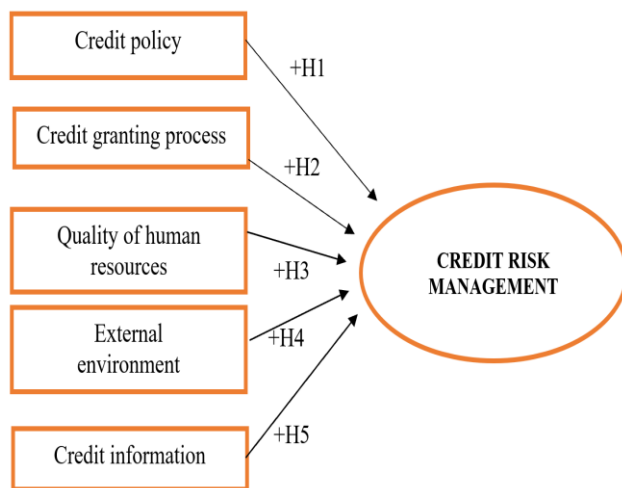 Credit policy
+H1
Credit granting process
+H2
Quality of human
resources
+H3
CREDIT RISK
MANAGEMENT
External
environment
+H4
Credit information
+H5